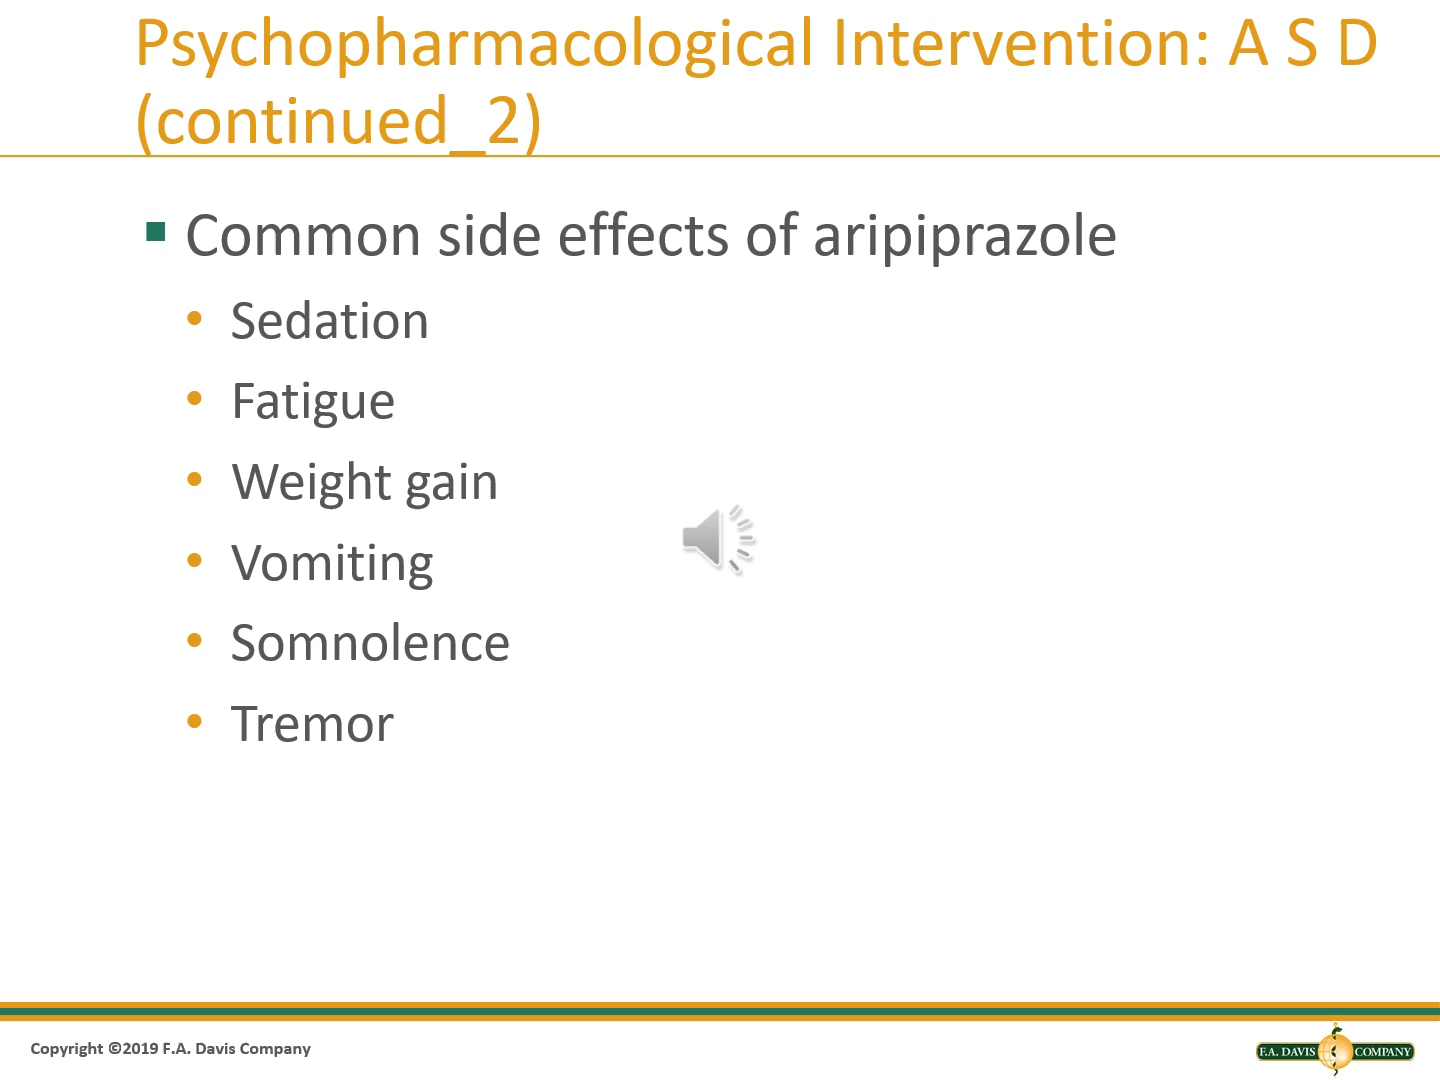 Psychopharmacological Intervention: A S D
(continued_2)
Common side effects of aripiprazole
Sedation
Fatigue
Weight gain
Vomiting
Somnolence
Tremor
Copyright ©2019 F.A. Davis Company
F.A. DAVIS COMPANY